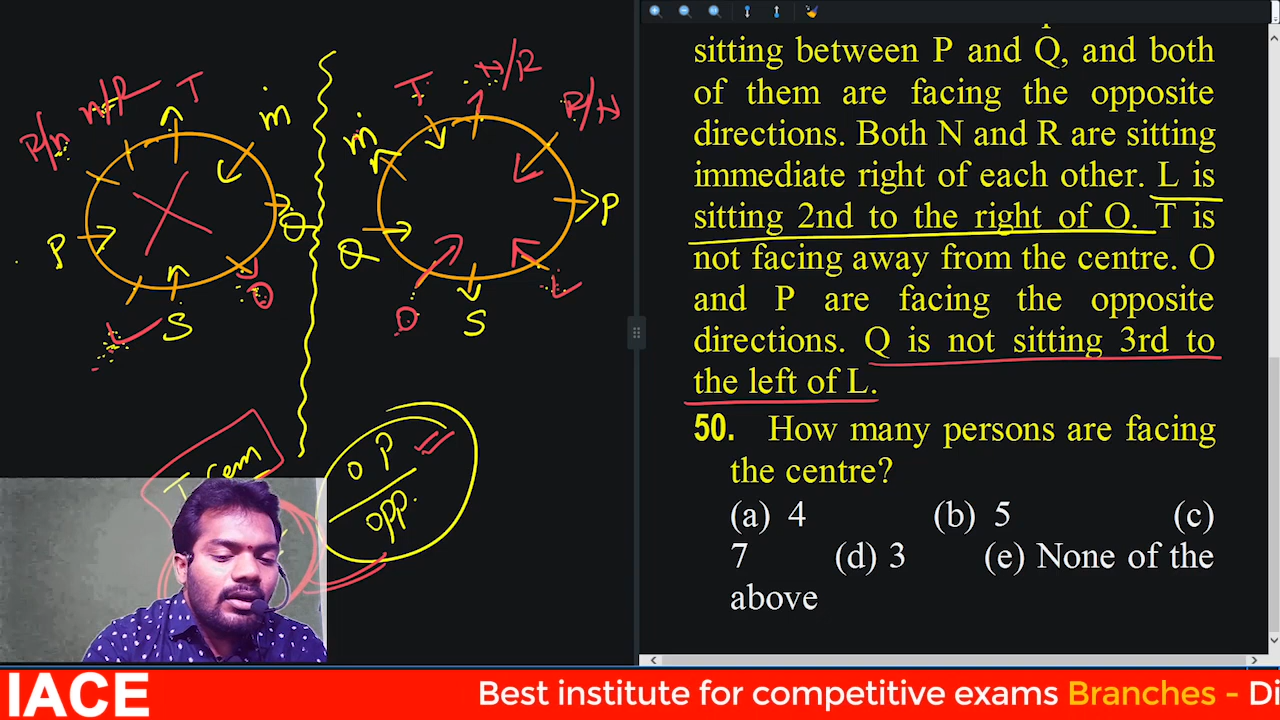 sitting between P and Q, and both
of them are facing the opposite
directions. Both N and R are sitting
immediate right of each other. L is
sitting 2nd to the right of O. T is
not facing away from the centre. O
and P are facing the opposite
directions. Q is not sitting 3rd to
the left of L.
50. How many persons are facing
the centre?
(a) 4 (b) 5 (c)
7 (d) 3 (e) None of the
above
R/n n/R T m
P Q
L S O
m T N/R R/N
Q P
O S L
O P
opp.
IACE
Best institute for competitive exams Branches - Di